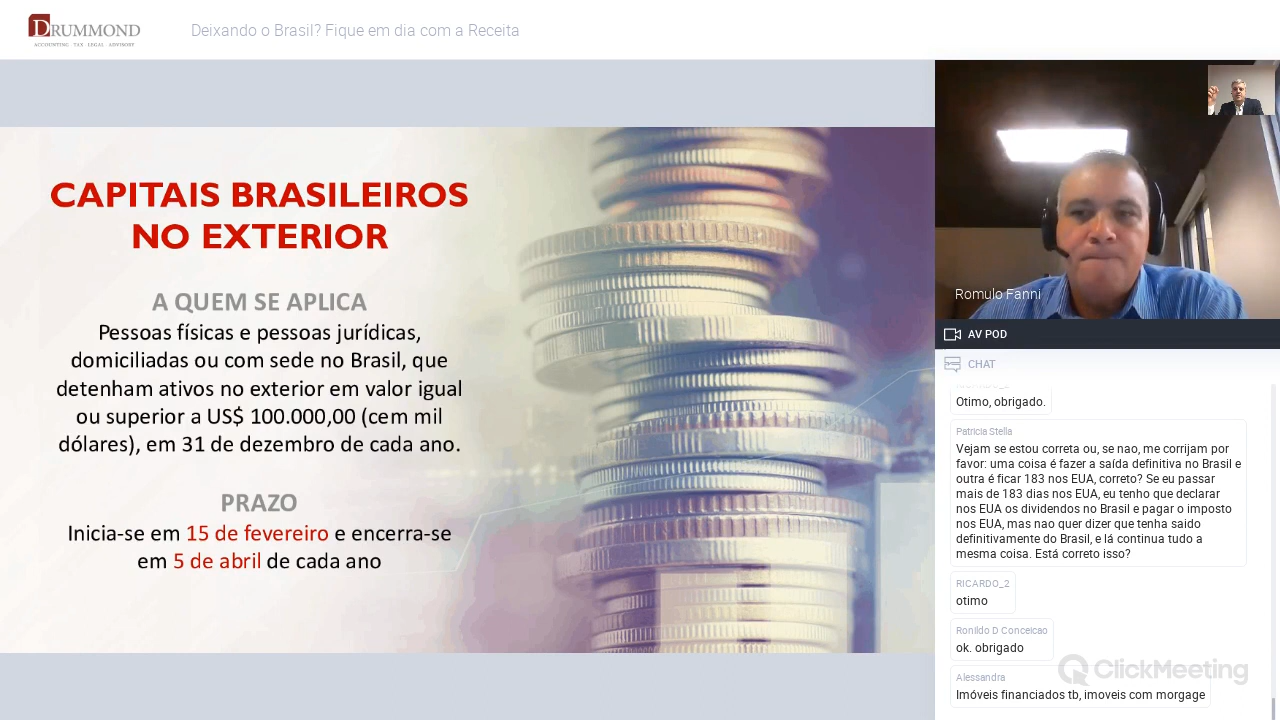 DRUMMOND
ACCOUNTING TAX LEGAL ADVISORY
Deixando o Brasil? Fique em dia com a Receita
CAPITAIS BRASILEIROS
NO EXTERIOR
A QUEM SE APLICA
Pessoas físicas e pessoas jurídicas,
domiciliadas ou com sede no Brasil, que
detenham ativos no exterior em valor igual
ou superior a US$ 100.000,00 (cem mil
dólares), em 31 de dezembro de cada ano.
PRAZO
Inicia-se em 15 de fevereiro e encerra-se
em 5 de abril de cada ano
Romulo Fanni
AV POD
CHAT
Otimo, obrigado.
Patricia Stella
Vejam se estou correta ou, se nao, me corrijam por
favor: uma coisa é fazer a saída definitiva no Brasil e
outra é ficar 183 nos EUA, correto? Se eu passar
mais de 183 dias nos EUA, eu tenho que declarar
nos EUA os dividendos no Brasil e pagar o imposto
nos EUA, mas nao quer dizer que tenha saido
definitivamente do Brasil, e lá continua tudo a
mesma coisa. Está correto isso?
RICARDO_2
otimo
Ronildo D Conceicao
ok. obrigado
ClickMeeting
Alessandra
Imóveis financiados tb, imoveis com morgage